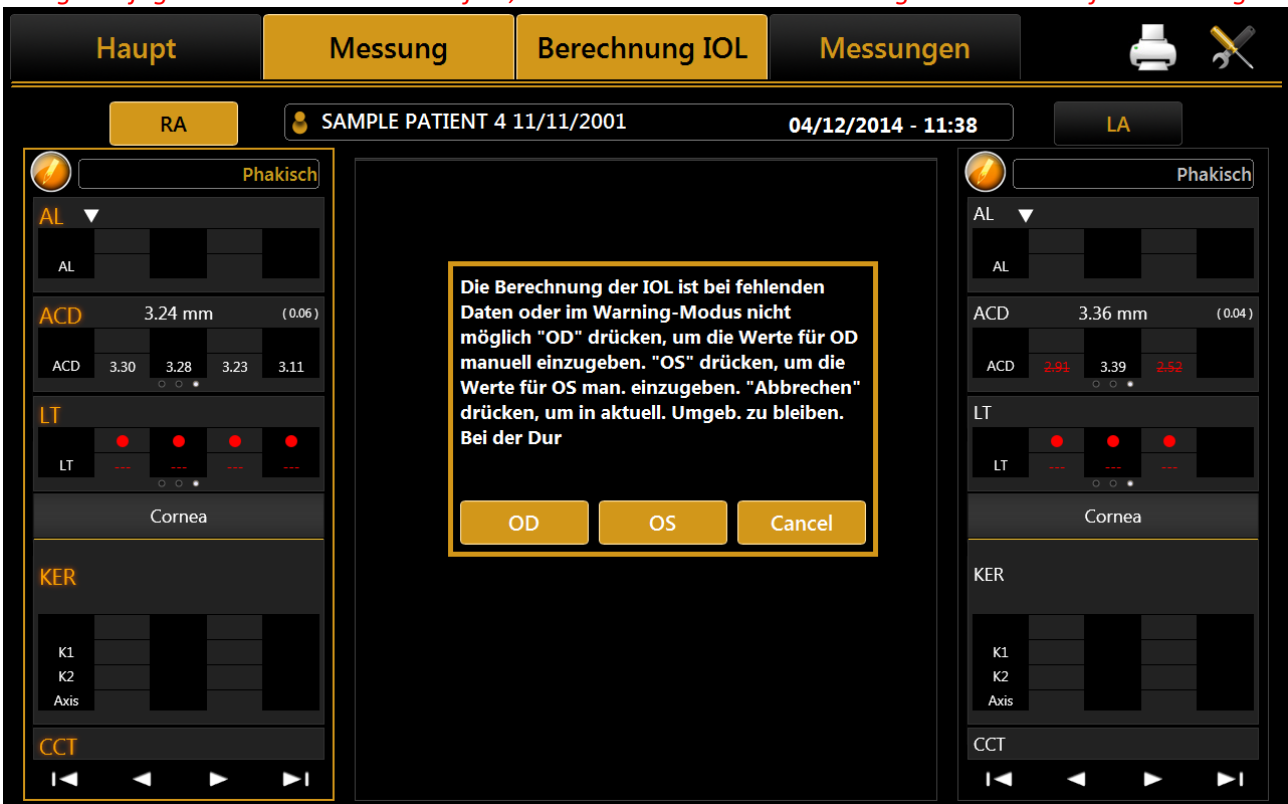 Haupt
Messung
Berechnung IOL
Messungen
RA
SAMPLE PATIENT 4 11/11/2001
04/12/2014 - 11:38
LA
Phakisch
AL
AL
ACD 3.24 mm (0.06)
ACD 3.30 3.28 3.23 3.11
LT
LT --- --- --- ---
Cornea
KER
K1
K2
Axis
CCT
Die Berechnung der IOL ist bei fehlenden
Daten oder im Warning-Modus nicht
möglich "OD" drücken, um die Werte für OD
manuell einzugeben. "OS" drücken, um die
Werte für OS man. einzugeben. "Abbrechen"
drücken, um in aktuell. Umgeb. zu bleiben.
Bei der Dur
OD
OS
Cancel
Phakisch
AL
AL
ACD 3.36 mm (0.04)
ACD 2.91 3.39 2.52
LT
LT --- --- ---
Cornea
KER
K1
K2
Axis
CCT